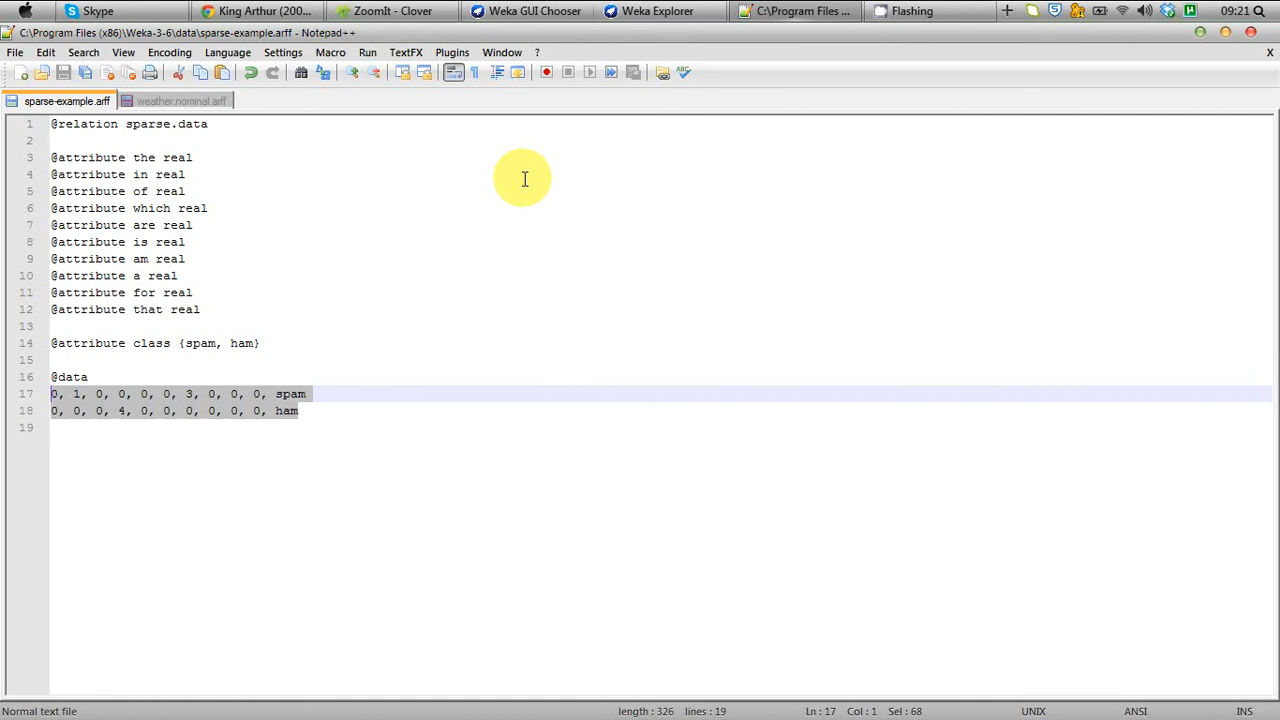 Skype
King Arthur (200...
ZoomIt - Clover
Weka GUI Chooser
Weka Explorer
C:\Program Files ...
Flashing
09:21
C:\Program Files (x86)\Weka-3-6\data\sparse-example.arff - Notepad++
File Edit Search View Encoding Language Settings Macro Run TextFX Plugins Window ? X
sparse-example.arff weather.nominal.arff
1 @relation sparse.data
2
3 @attribute the real
4 @attribute in real
5 @attribute of real
6 @attribute which real
7 @attribute are real
8 @attribute is real
9 @attribute am real
10 @attribute a real
11 @attribute for real
12 @attribute that real
13
14 @attribute class {spam, ham}
15
16 @data
17 0, 1, 0, 0, 0, 0, 3, 0, 0, 0, spam
18 0, 0, 0, 4, 0, 0, 0, 0, 0, 0, ham
19
Normal text file length : 326 lines : 19 Ln : 17 Col : 1 Sel : 68 UNIX ANSI INS